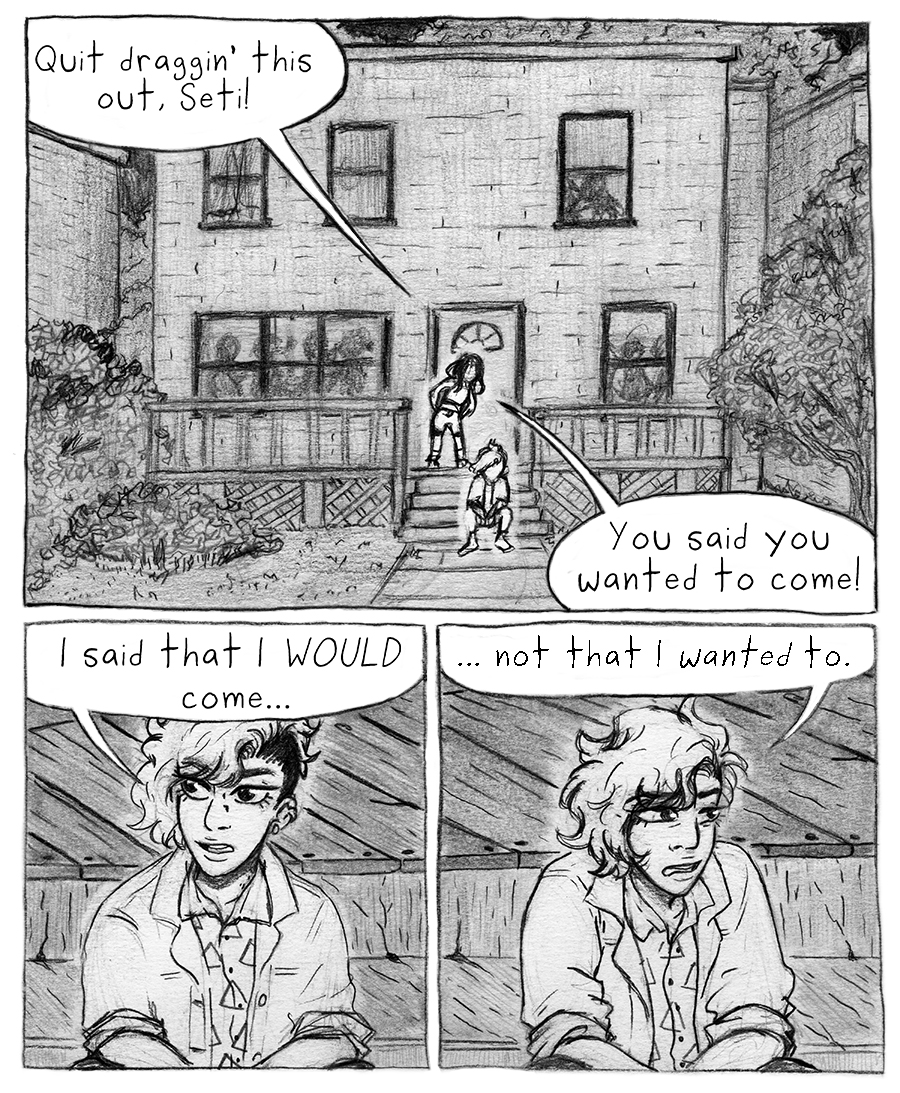 Quit draggin' this
out, Seti!
You said you
wanted to come!
I said that I WOULD
come...
... not that I wanted to.